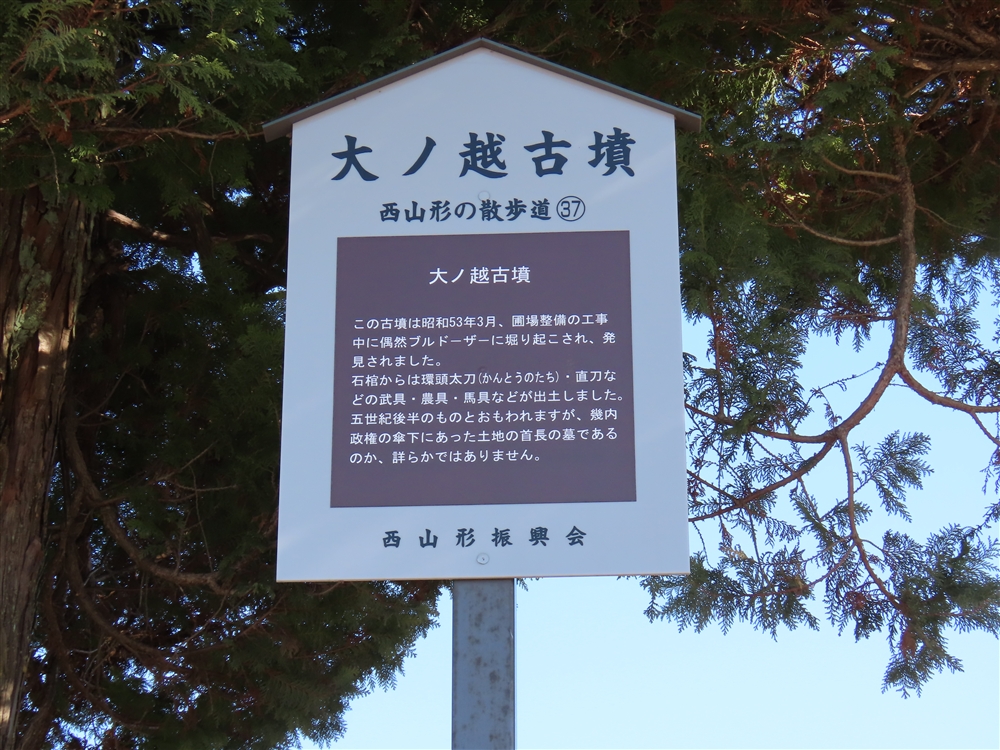 大ノ越古墳
西山形の散歩道㊲
大ノ越古墳
この古墳は昭和53年3月、圃場整備の工事
中に偶然ブルドーザーに堀り起こされ、発
見されました。
石棺からは環頭太刀(かんとうのたち)・直刀な
どの武具・農具・馬具などが出土しました。
五世紀後半のものとおもわれますが、幾内
政権の傘下にあった土地の首長の墓である
のか、詳らかではありません。
西山形振興会